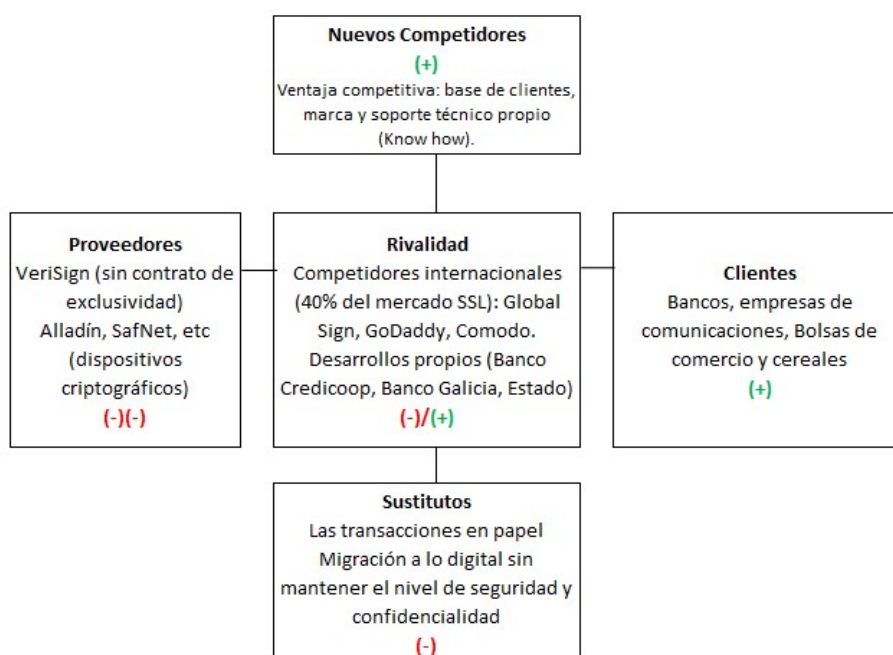 Nuevos Competidores
(+)
Ventaja competitiva: base de clientes,
marca y soporte técnico propio
(Know how).
Proveedores
VeriSign (sin contrato de
exclusividad)
Alladín, SafNet, etc
(dispositivos
criptográficos)
(-)(-)
Rivalidad
Competidores internacionales
(40% del mercado SSL): Global
Sign, GoDaddy, Comodo.
Desarrollos propios (Banco
Credicoop, Banco Galicia, Estado)
(-)/(+)
Clientes
Bancos, empresas de
comunicaciones, Bolsas de
comercio y cereales
(+)
Sustitutos
Las transacciones en papel
Migración a lo digital sin
mantener el nivel de seguridad y
confidencialidad
(-)